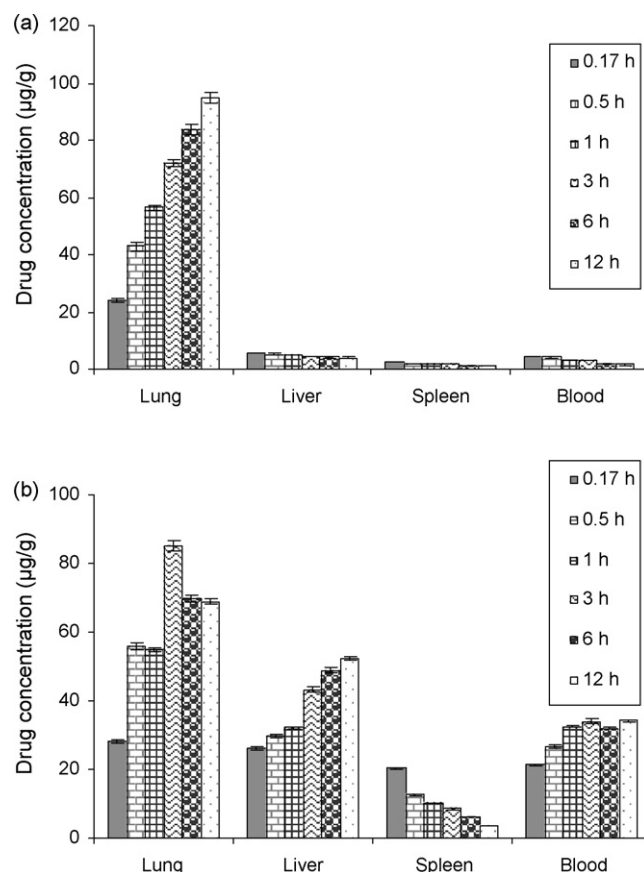 (a)
120
100
80
60
40
20
0
Drug concentration (µg/g)
Lung Liver Spleen Blood
0.17 h
0.5 h
1 h
3 h
6 h
12 h
(b)
100
80
60
40
20
0
Drug concentration (µg/g)
Lung Liver Spleen Blood
0.17 h
0.5 h
1 h
3 h
6 h
12 h